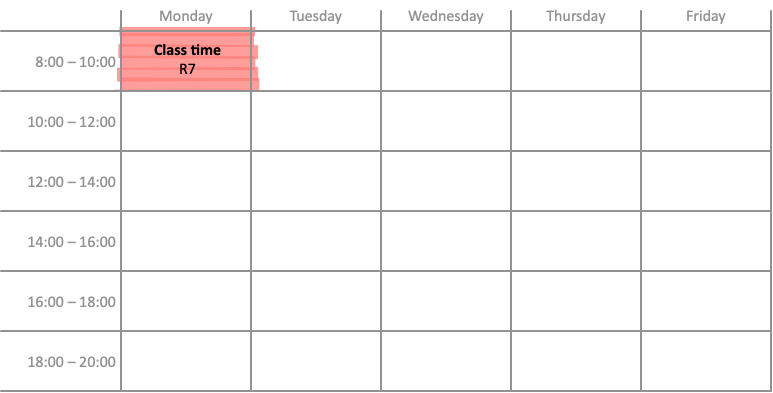 Monday Tuesday Wednesday Thursday Friday
8:00 – 10:00 Class time
R7
10:00 – 12:00
12:00 – 14:00
14:00 – 16:00
16:00 – 18:00
18:00 – 20:00